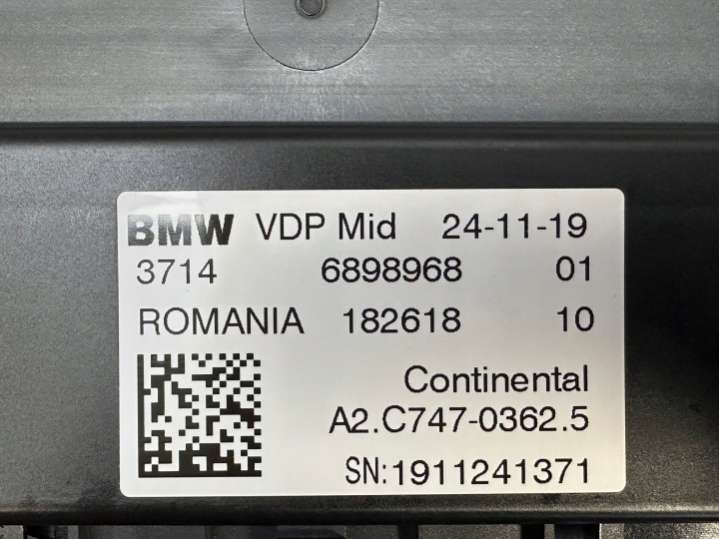 BMW VDP Mid 24-11-19
3714 6898968 01
ROMANIA 182618 10
Continental
A2.C747-0362.5
SN:1911241371